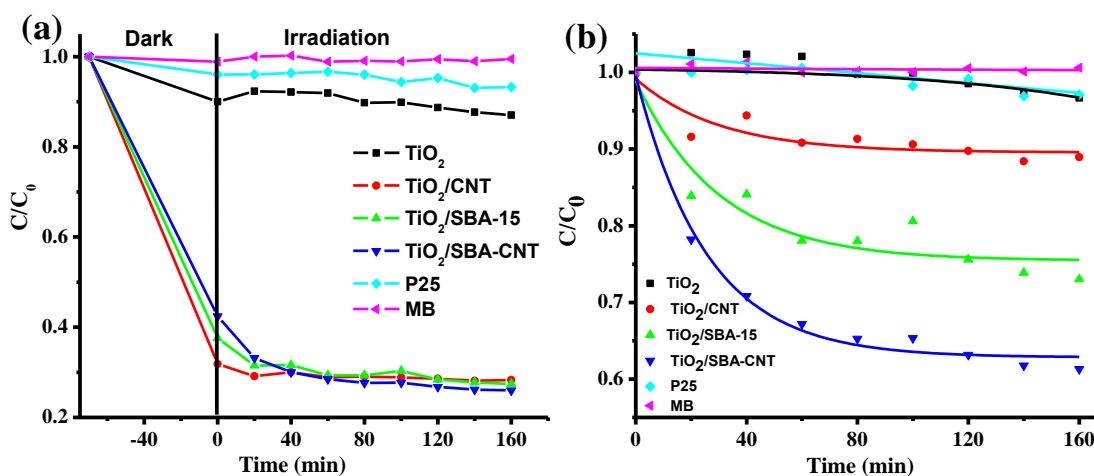 (a)
Dark Irradiation
1.0
0.8
0.6
0.4
0.2
C/C₀
-40 0 40 80 120 160
Time (min)
TiO₂
TiO₂/CNT
TiO₂/SBA-15
TiO₂/SBA-CNT
P25
MB
(b)
1.0
0.9
0.8
0.7
0.6
C/C₀
0 40 80 120 160
Time (min)
TiO₂
TiO₂/CNT
TiO₂/SBA-15
TiO₂/SBA-CNT
P25
MB